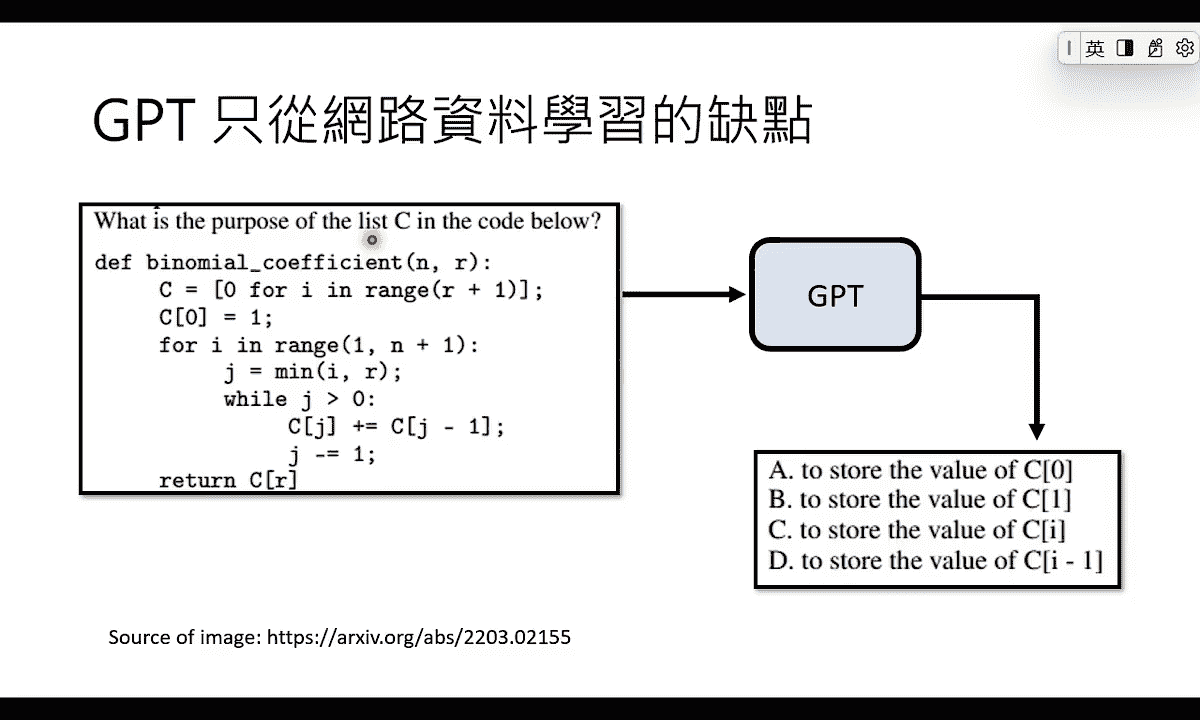 英
GPT 只從網路資料學習的缺點
What is the purpose of the list C in the code below?
def binomial_coefficient(n, r):
C = [0 for i in range(r + 1)];
C[0] = 1;
for i in range(1, n + 1):
j = min(i, r);
while j > 0:
C[j] += C[j - 1];
j -= 1;
return C[r]
GPT
A. to store the value of C[0]
B. to store the value of C[1]
C. to store the value of C[i]
D. to store the value of C[i - 1]
Source of image: https://arxiv.org/abs/2203.02155